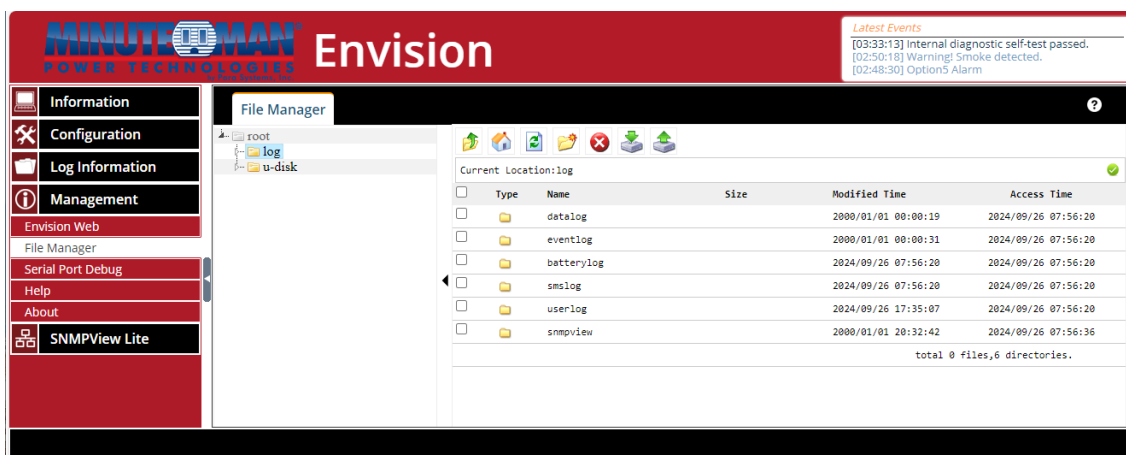 MINUTEMAN®
POWER TECHNOLOGIES
by Para Systems, Inc.
Envision
Latest Events
[03:33:13] Internal diagnostic self-test passed.
[02:50:18] Warning! Smoke detected.
[02:48:30] Option5 Alarm
Information
Configuration
Log Information
Management
Envision Web
File Manager
Serial Port Debug
Help
About
SNMPView Lite
File Manager
?
root
log
u-disk
Current Location:log
Type Name Size Modified Time Access Time
datalog 2000/01/01 00:00:19 2024/09/26 07:56:20
eventlog 2000/01/01 00:00:31 2024/09/26 07:56:20
batterylog 2024/09/26 07:56:20 2024/09/26 07:56:20
smslog 2024/09/26 07:56:20 2024/09/26 07:56:20
userlog 2024/09/26 17:35:07 2024/09/26 07:56:20
snmpview 2000/01/01 20:32:42 2024/09/26 07:56:36
total 0 files,6 directories.